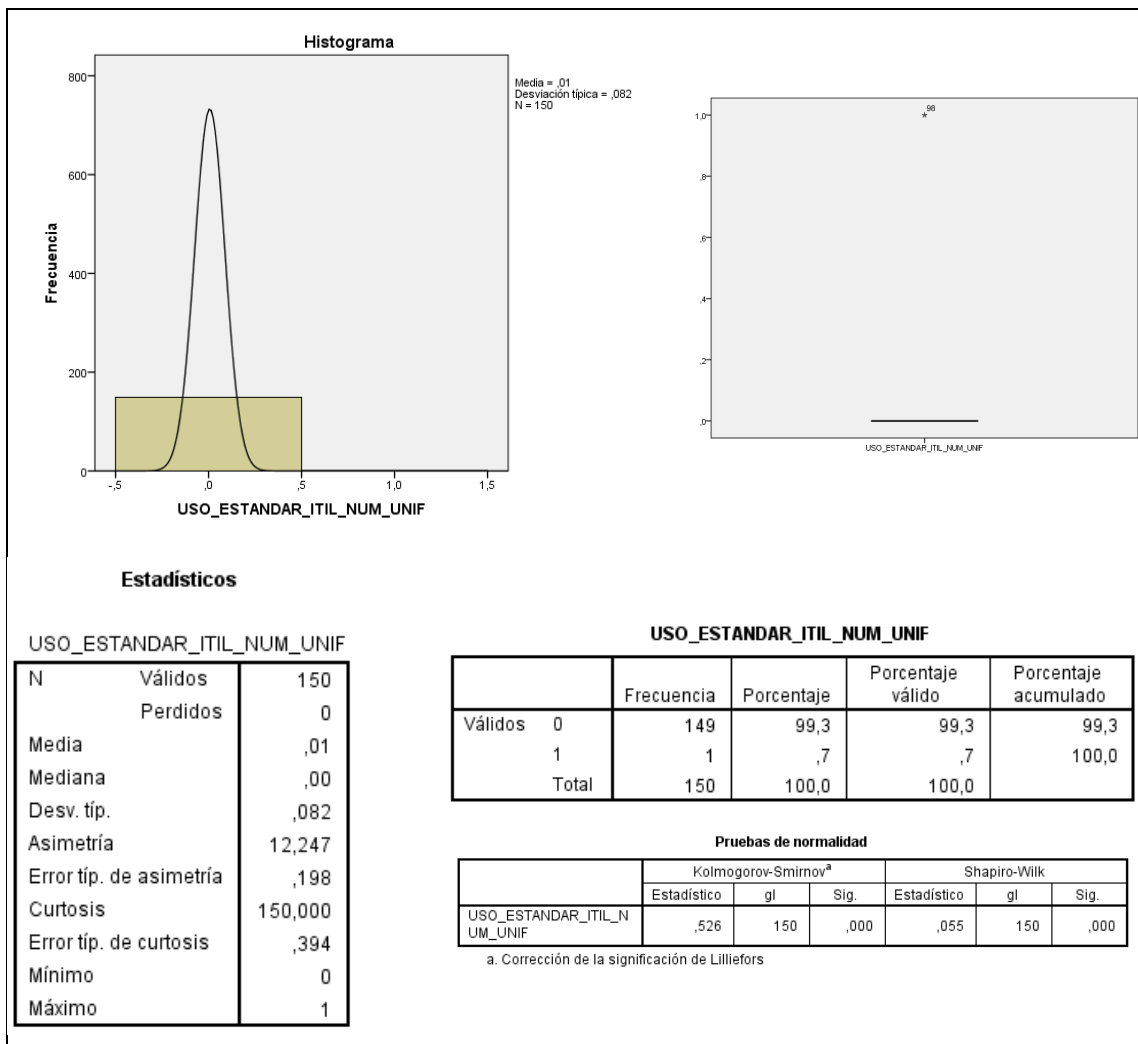 Histograma
Media = ,01
Desviación típica = ,082
N = 150
800
600
400
200
0
Frecuencia
-,5 ,0 ,5 1,0 1,5
USO_ESTANDAR_ITIL_NUM_UNIF
98
1,0
,8
,6
,4
,2
,0
USO_ESTANDAR_ITIL_NUM_UNIF
Estadísticos
USO_ESTANDAR_ITIL_NUM_UNIF
N Válidos 150
Perdidos 0
Media ,01
Mediana ,00
Desv. típ. ,082
Asimetría 12,247
Error típ. de asimetría ,198
Curtosis 150,000
Error típ. de curtosis ,394
Mínimo 0
Máximo 1
USO_ESTANDAR_ITIL_NUM_UNIF
Frecuencia Porcentaje Porcentaje válido Porcentaje acumulado
Válidos 0 149 99,3 99,3 99,3
1 1 ,7 ,7 100,0
Total 150 100,0 100,0
Pruebas de normalidad
Kolmogorov-Smirnov<sup>a</sup> Shapiro-Wilk
Estadístico gl Sig. Estadístico gl Sig.
USO_ESTANDAR_ITIL_N
UM_UNIF ,526 150 ,000 ,055 150 ,000
a. Corrección de la significación de Lilliefors